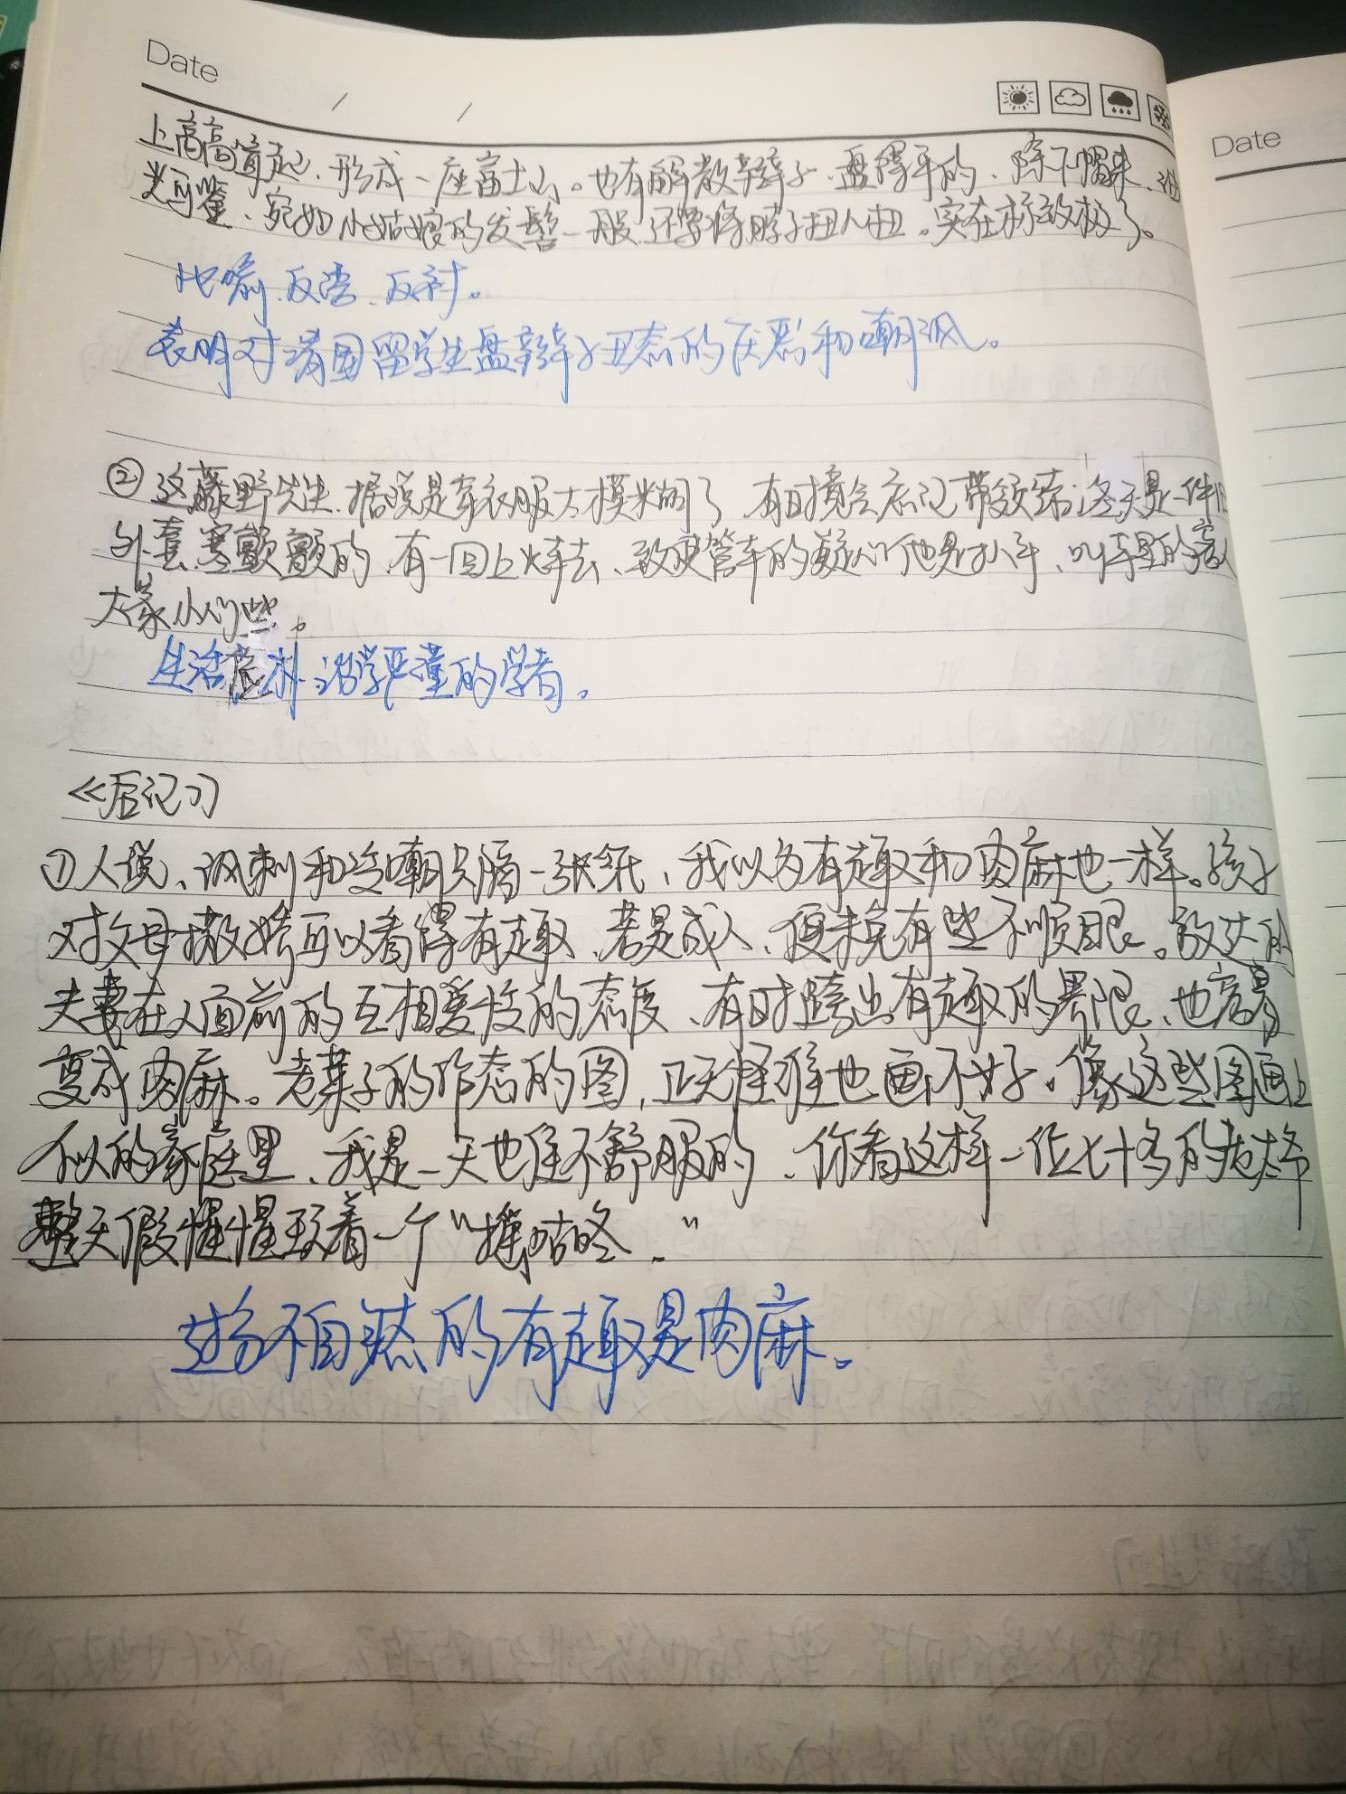 Date
Date
上高高耸起、形成一座富士山。也有解散辫子、盘得平的、除下帽来、油
光可鉴、宛如小姑娘的发髻一般、还要将脖子扭几扭。实在标致极了。
比喻、反语、反衬。
表明对清国留学生盘辫子丑态的厌恶和嘲讽。
②这藤野先生、据说是穿衣服太模糊了、有时竟会忘记带领结；冬天是一件旧
外套、寒颤颤的、有一回上火车去、致使管车的疑心他是扒手、叫车里的客人
大家小心些。
生活质朴、治学严谨的学者。
《后记》
①人说、讽刺和冷嘲只隔一张纸、我以为有趣和肉麻也一样。孩子
对父母撒娇可以看得有趣、若是成人、便未免有些不顺眼。放达的
夫妻在人面前的互相爱怜的态度、有时跨出有趣的界限、也容易
变成肉麻。老莱子的作态的图，正无怪谁也画不好。像这些图画上
似的家庭里、我是一天也住不舒服的、你看这样一位七十多的老太爷
整天假惺惺玩着一个“摇咕咚。”
过分不自然的有趣是肉麻。